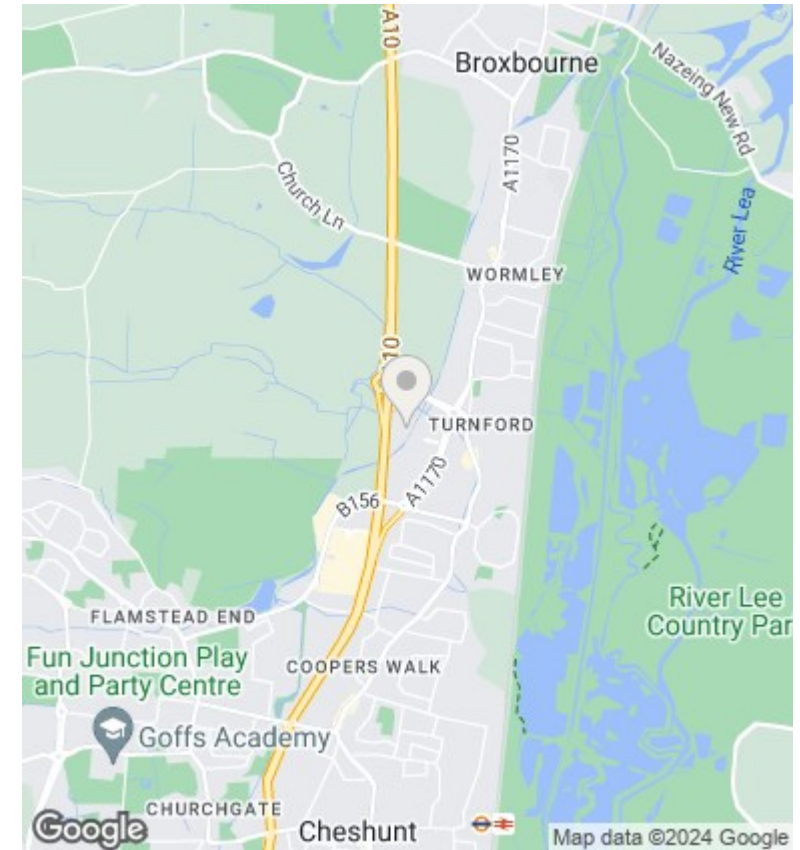 A10
Broxbourne
Nazeing New Rd
A1170
Church Ln
River Lea
WORMLEY
10
TURNFORD
A1170
B156
River Lee
Country Par
FLAMSTEAD END
Fun Junction Play
and Party Centre
COOPERS WALK
Goffs Academy
CHURCHGATE
Cheshunt
Google
Map data ©2024 Google